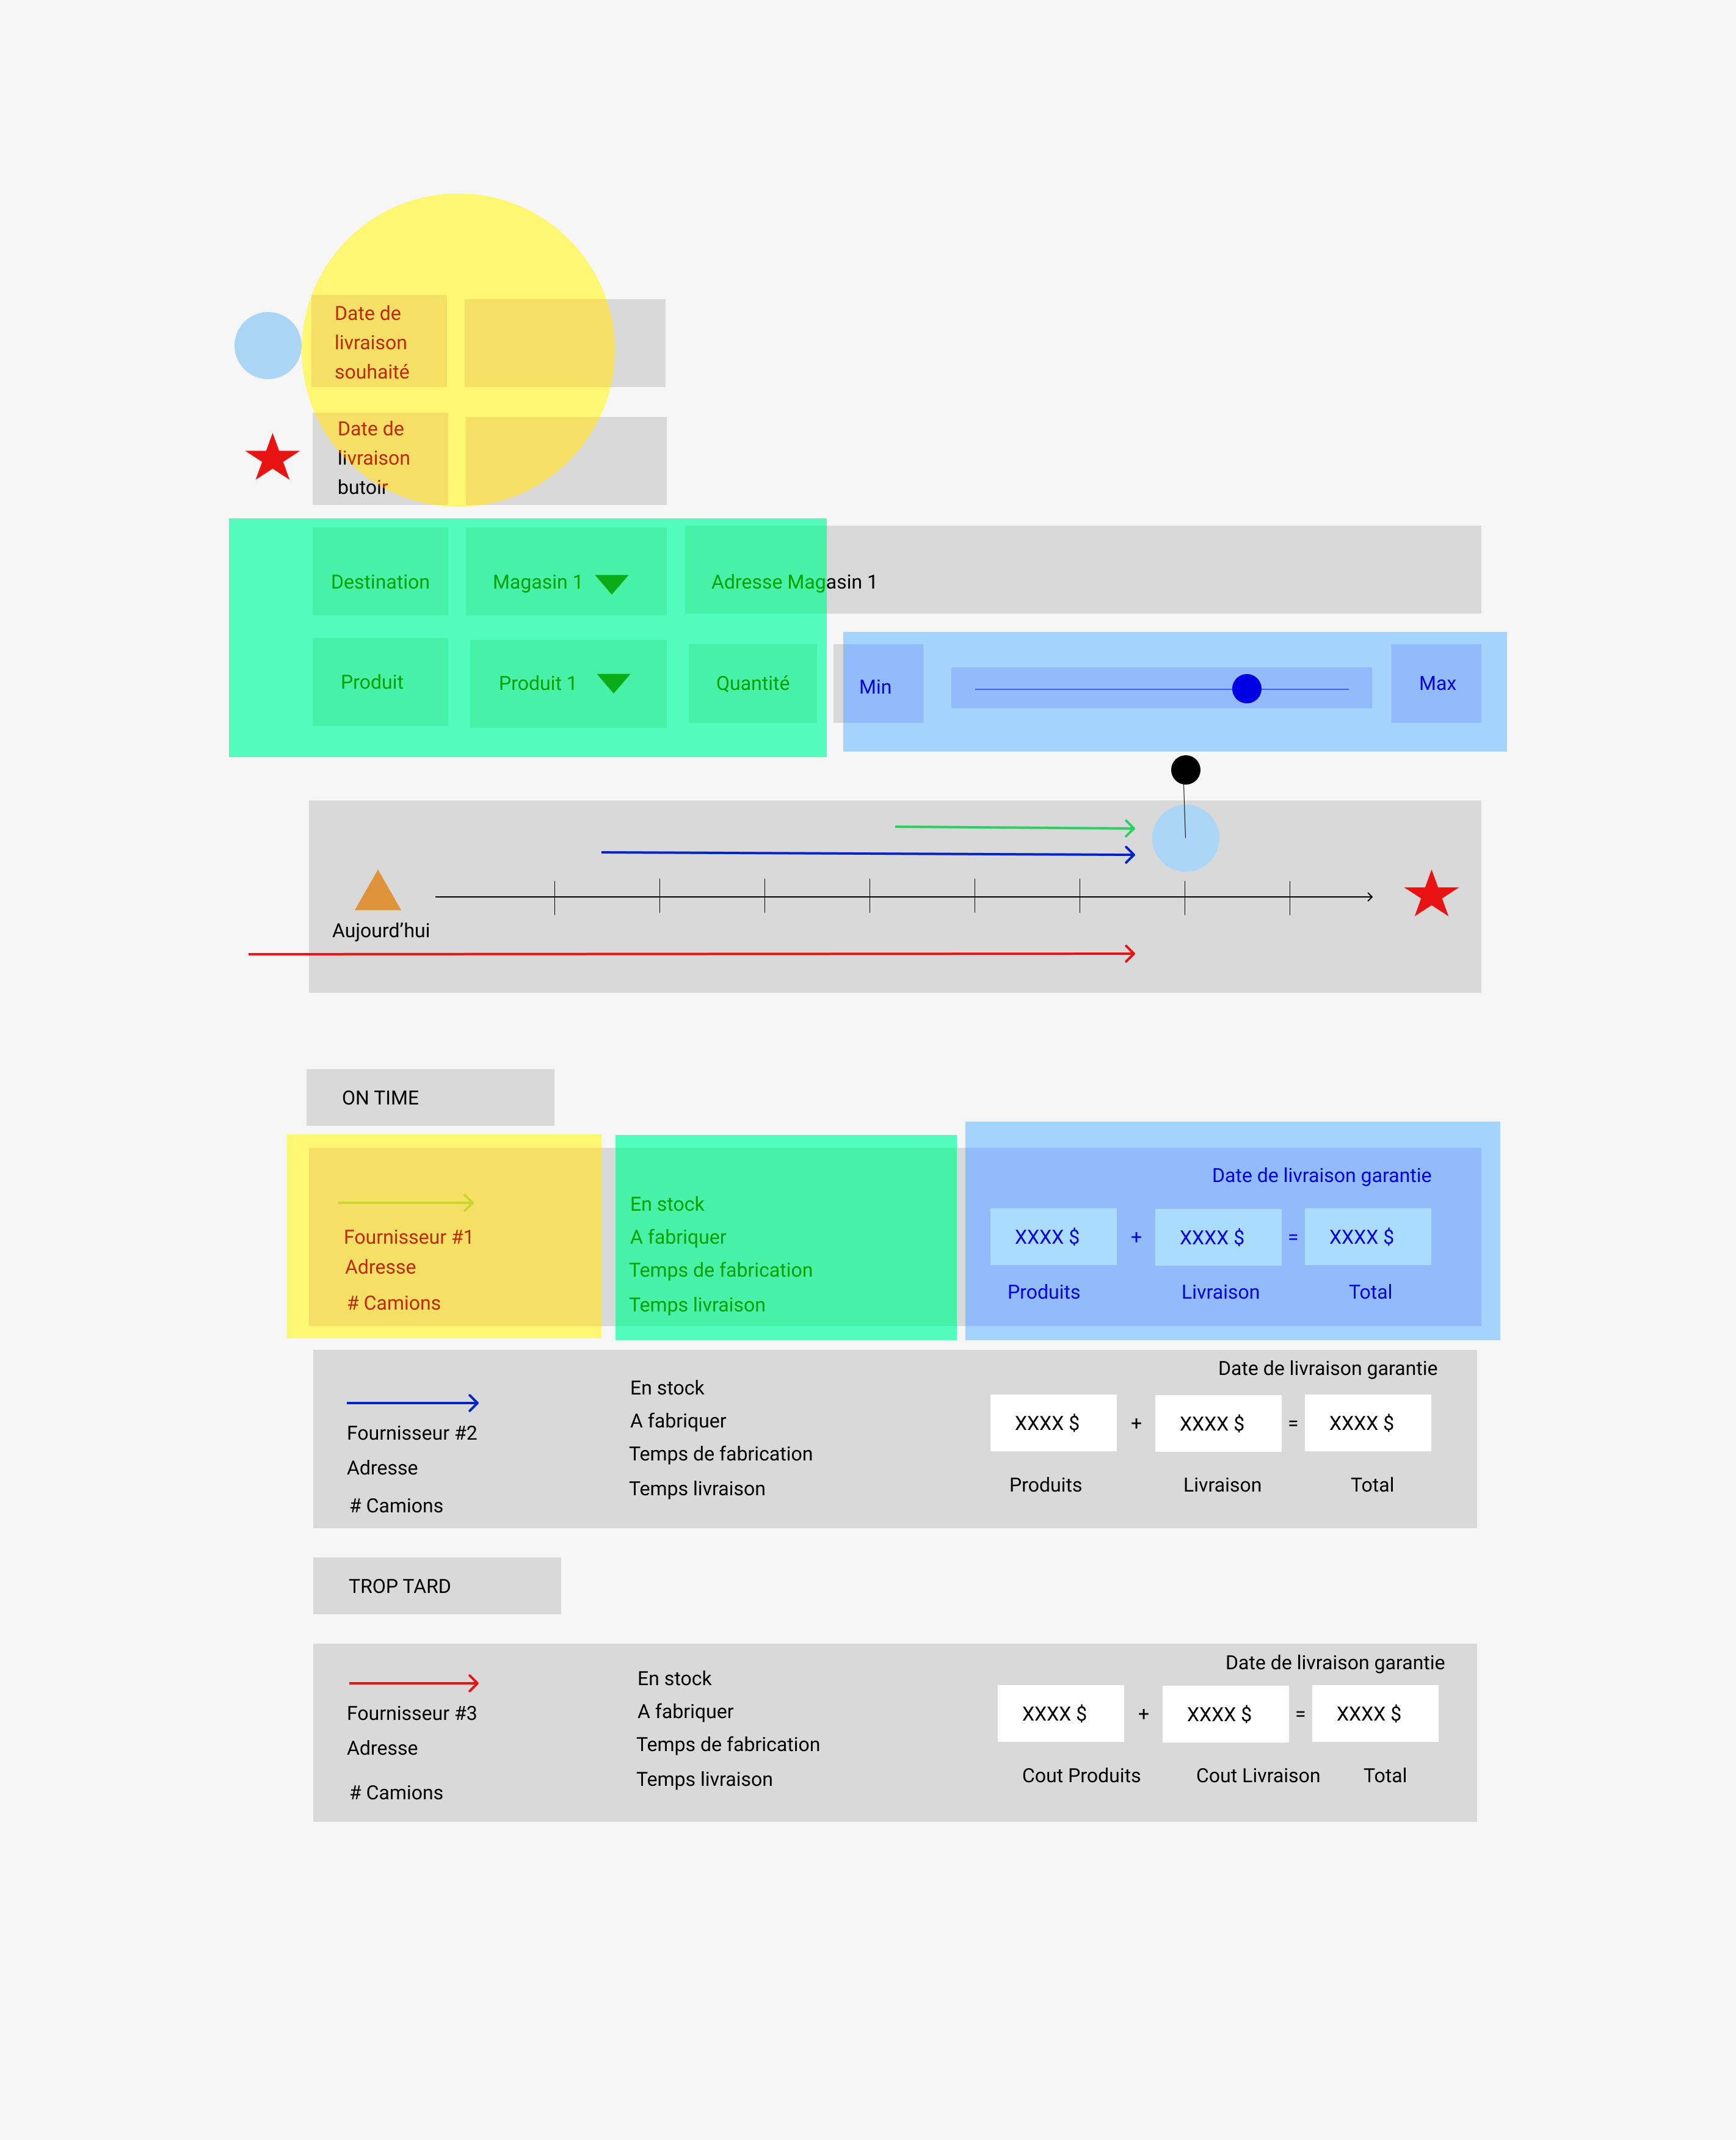 Date de
livraison
souhaité
Date de
livraison
butoir
Destination
Magasin 1
Adresse Magasin 1
Produit
Produit 1
Quantité
Min
Max
Aujourd’hui
ON TIME
Date de livraison garantie
En stock
Fournisseur #1
A fabriquer
XXXX $ + XXXX $ = XXXX $
Adresse
Temps de fabrication
Produits
Livraison
Total
# Camions
Temps livraison
Date de livraison garantie
En stock
A fabriquer
XXXX $ + XXXX $ = XXXX $
Fournisseur #2
Temps de fabrication
Adresse
Temps livraison
Produits
Livraison
Total
# Camions
TROP TARD
Date de livraison garantie
En stock
Fournisseur #3
A fabriquer
XXXX $ + XXXX $ = XXXX $
Adresse
Temps de fabrication
Cout Produits
Cout Livraison
Total
Temps livraison
# Camions